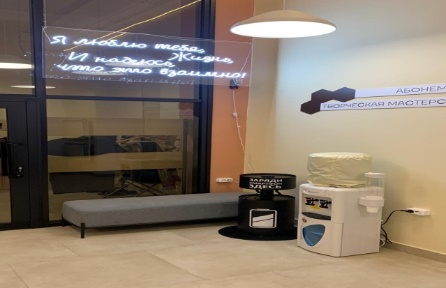 Я люблю тебя,
Жизнь,
И надеюсь,
что это взаимно!
АБОНЕМ
ТВОРЧЕСКАЯ МАСТЕРС
ЗАРЯДИ
ЗДЕСЬ